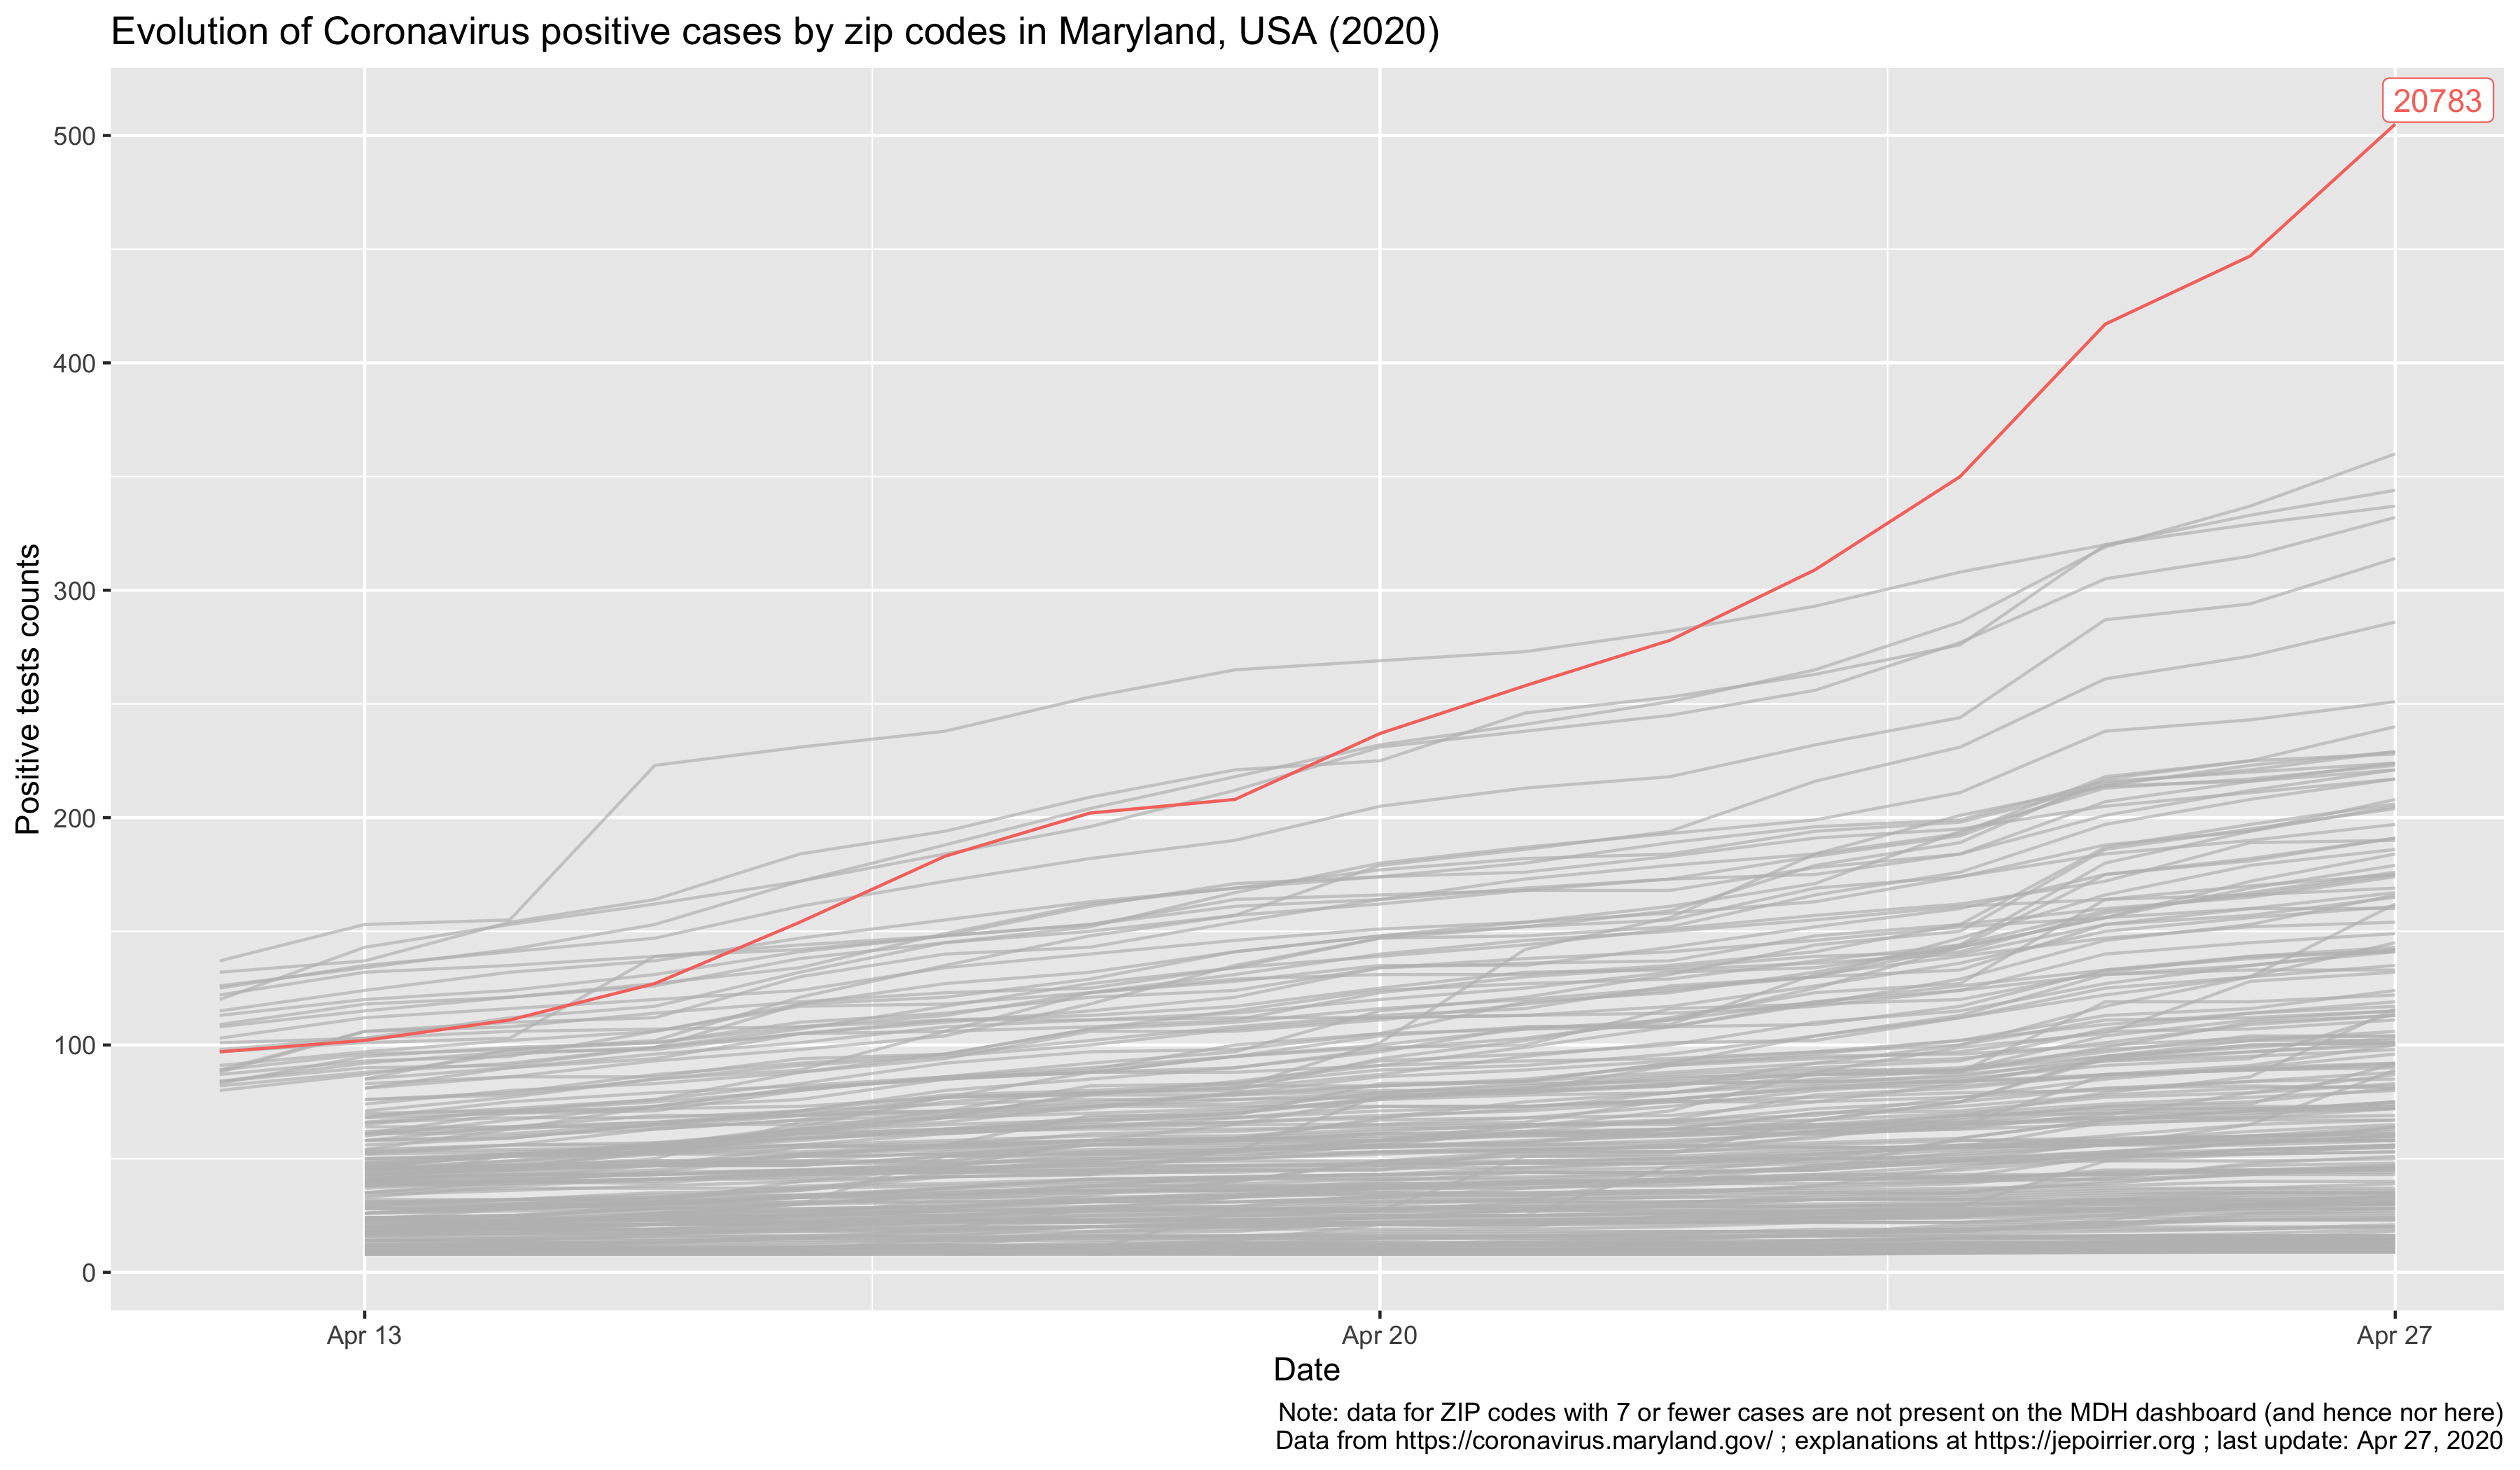 Evolution of Coronavirus positive cases by zip codes in Maryland, USA (2020)
20783
500
400
300
200
100
0
Positive tests counts
Apr 13
Apr 20
Apr 27
Date
Note: data for ZIP codes with 7 or fewer cases are not present on the MDH dashboard (and hence nor here)
Data from https://coronavirus.maryland.gov/ ; explanations at https://jepoirrier.org ; last update: Apr 27, 2020